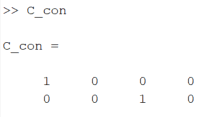 >> C_con
C_con =
1 0 0 0
0 0 1 0